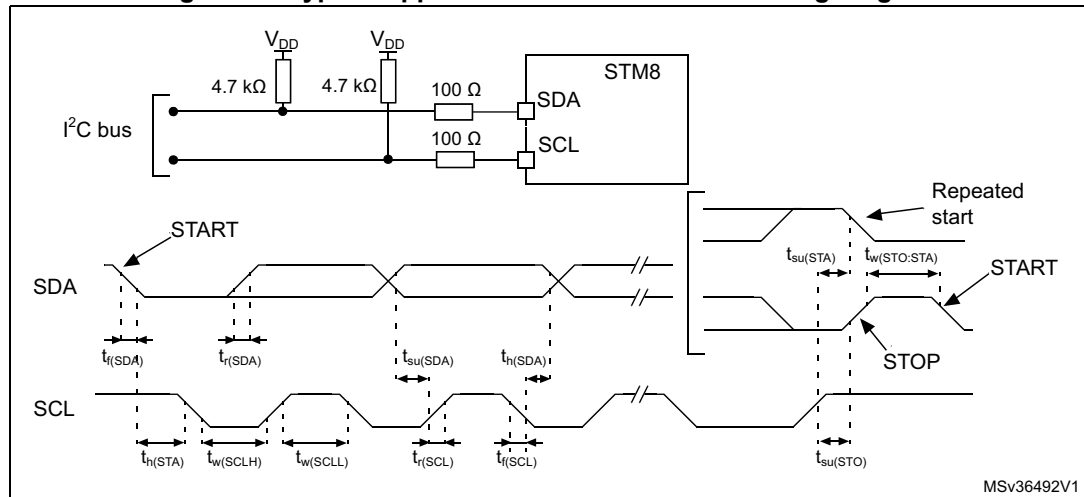 V_DD V_DD
STM8
4.7 kΩ 4.7 kΩ 100 Ω
SDA
I²C bus
100 Ω
SCL
Repeated
start
START
t_su(STA) t_w(STO:STA)
START
SDA
t_f(SDA) t_r(SDA) t_su(SDA) t_h(SDA)
STOP
SCL
t_h(STA) t_w(SCLH) t_w(SCLL) t_r(SCL) t_f(SCL) t_su(STO)
MSv36492V1